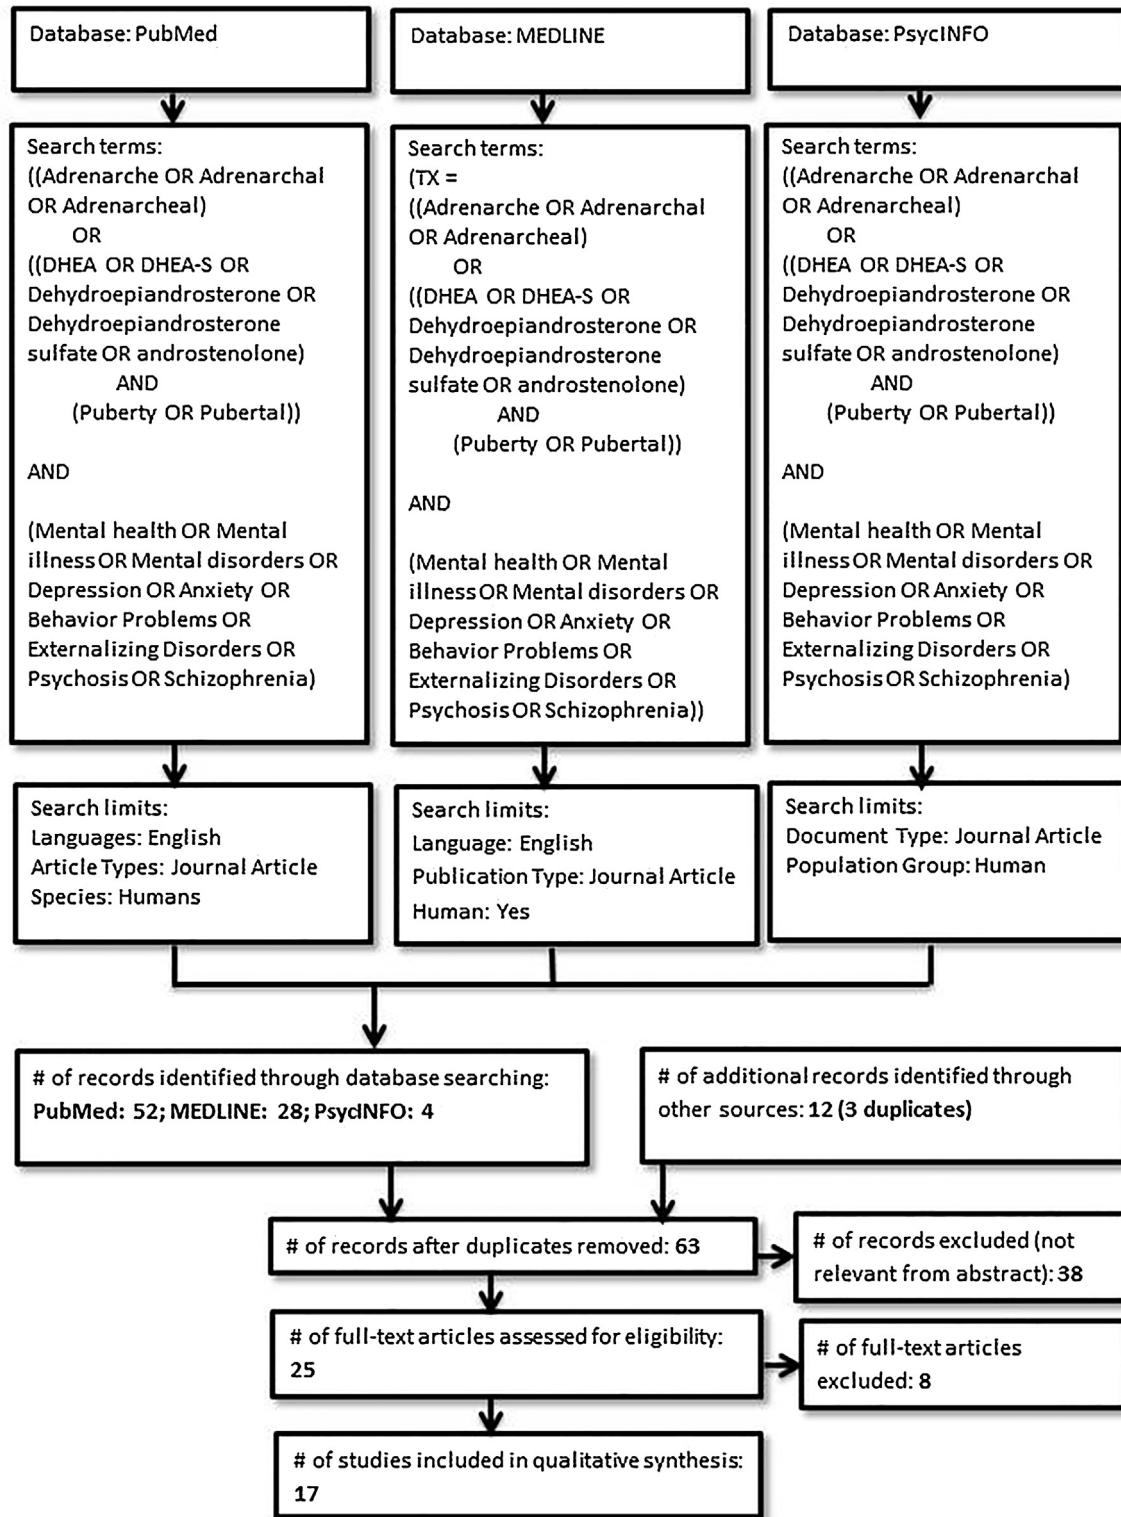 Database: PubMed
Database: MEDLINE
Database: PsycINFO
Search terms:
((Adrenarche OR Adrenarchal
OR Adrenarcheal)
OR
((DHEA OR DHEA-S OR
Dehydroepiandrosterone OR
Dehydroepiandrosterone
sulfate OR androstenolone)
AND
(Puberty OR Pubertal))
AND
(Mental health OR Mental
illness OR Mental disorders OR
Depression OR Anxiety OR
Behavior Problems OR
Externalizing Disorders OR
Psychosis OR Schizophrenia)
Search terms:
(TX =
((Adrenarche OR Adrenarchal
OR Adrenarcheal)
OR
((DHEA OR DHEA-S OR
Dehydroepiandrosterone OR
Dehydroepiandrosterone
sulfate OR androstenolone)
AND
(Puberty OR Pubertal))
AND
(Mental health OR Mental
illness OR Mental disorders OR
Depression OR Anxiety OR
Behavior Problems OR
Externalizing Disorders OR
Psychosis OR Schizophrenia))
Search terms:
((Adrenarche OR Adrenarchal
OR Adrenarcheal)
OR
((DHEA OR DHEA-S OR
Dehydroepiandrosterone OR
Dehydroepiandrosterone
sulfate OR androstenolone)
AND
(Puberty OR Pubertal))
AND
(Mental health OR Mental
illness OR Mental disorders OR
Depression OR Anxiety OR
Behavior Problems OR
Externalizing Disorders OR
Psychosis OR Schizophrenia)
Search limits:
Languages: English
Article Types: Journal Article
Species: Humans
Search limits:
Language: English
Publication Type: Journal Article
Human: Yes
Search limits:
Document Type: Journal Article
Population Group: Human
# of records identified through database searching:
PubMed: 52; MEDLINE: 28; PsycINFO: 4
# of additional records identified through
other sources: 12 (3 duplicates)
# of records after duplicates removed: 63
# of records excluded (not
relevant from abstract): 38
# of full-text articles assessed for eligibility:
25
# of full-text articles
excluded: 8
# of studies included in qualitative synthesis:
17